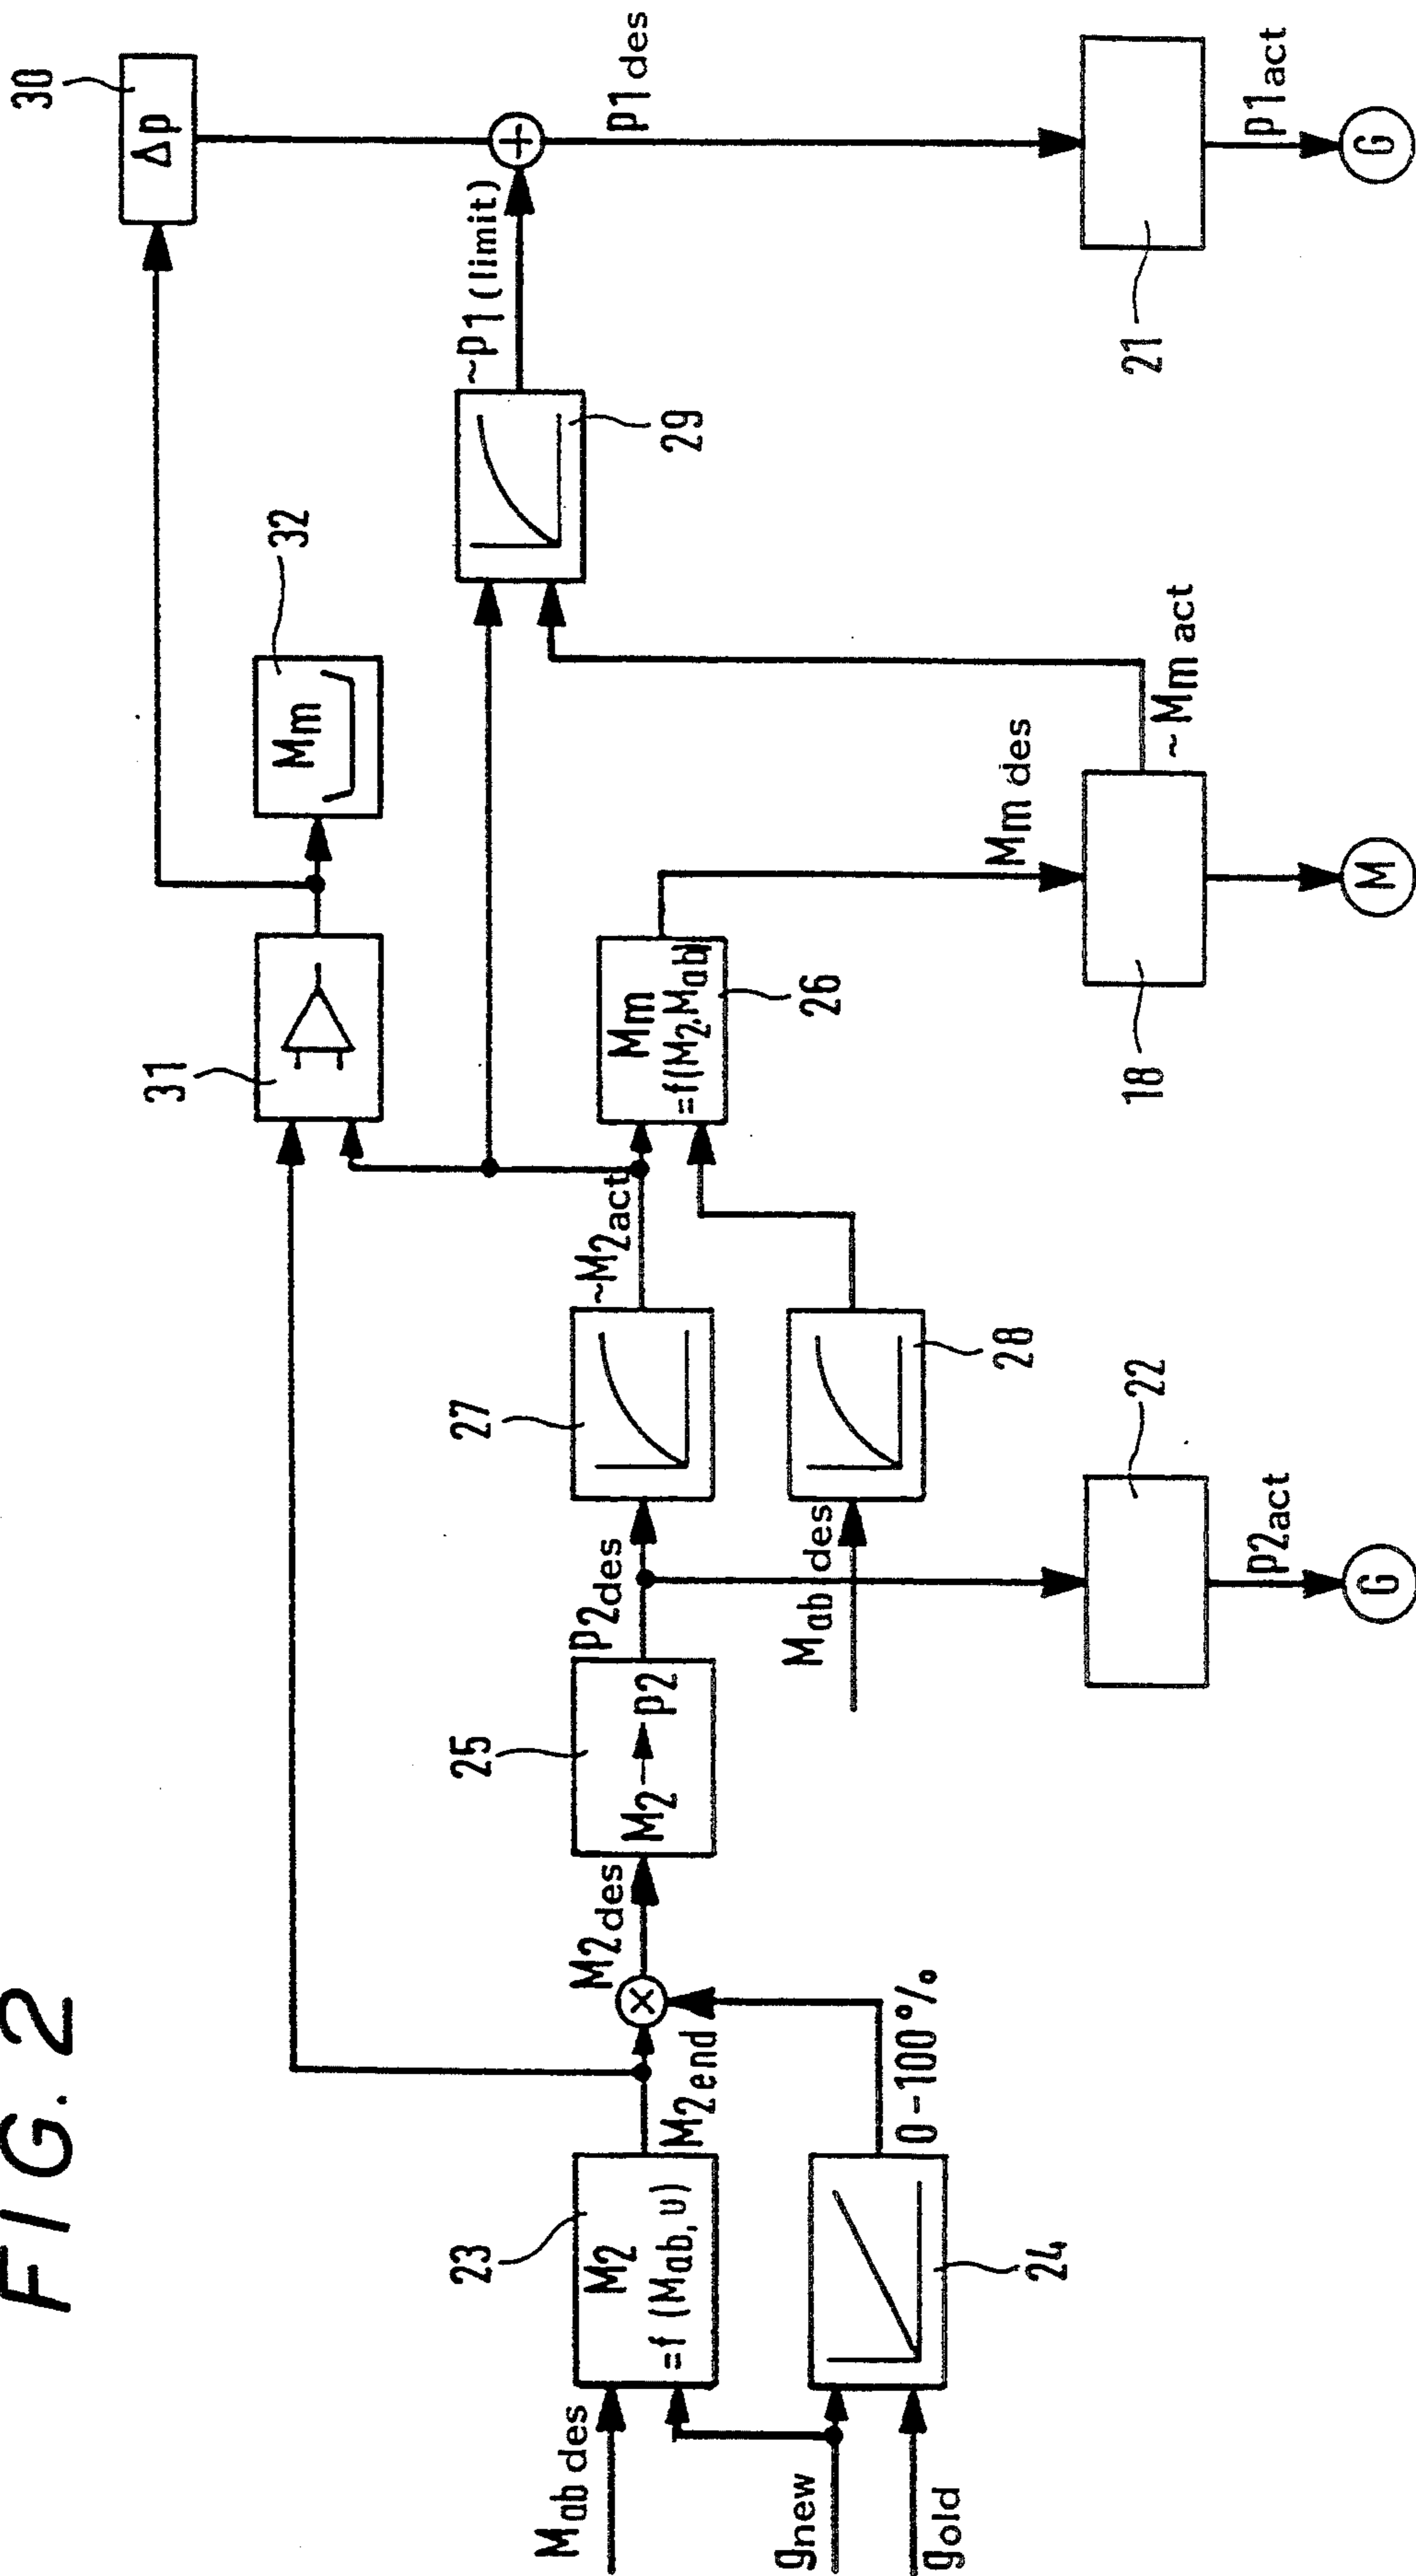 FIG. 2
30
Δp
32
Mm
31
+
~p1 (limit)
p1 des
29
23
M2
=f (Mab, υ)
M2end
×
M2des
25
M2 → p2
p2des
27
~M2act
Mm
=f(M2,Mab)
26
Mm des
Mab des
gnew
gold
24
0-100%
Mab des
28
22
p2act
G
18
~Mm act
M
21
p1act
G